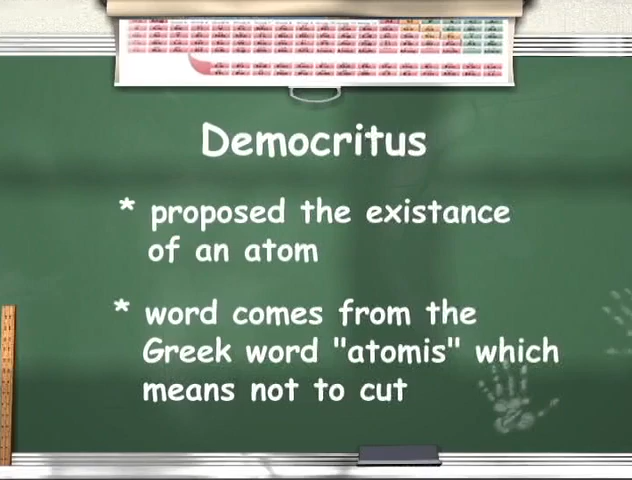 Democritus
* proposed the existance
of an atom
* word comes from the
Greek word "atomis" which
means not to cut